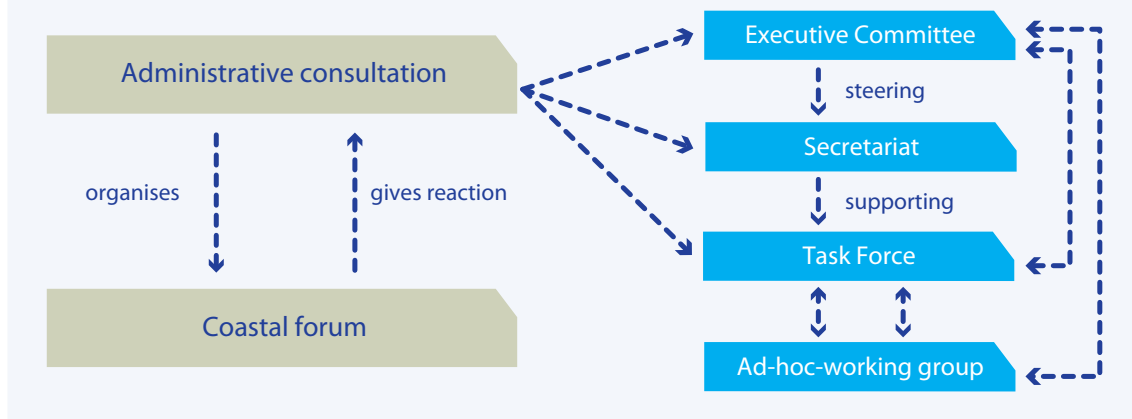 Administrative consultation
organises
gives reaction
Coastal forum
Executive Committee
steering
Secretariat
supporting
Task Force
Ad-hoc-working group